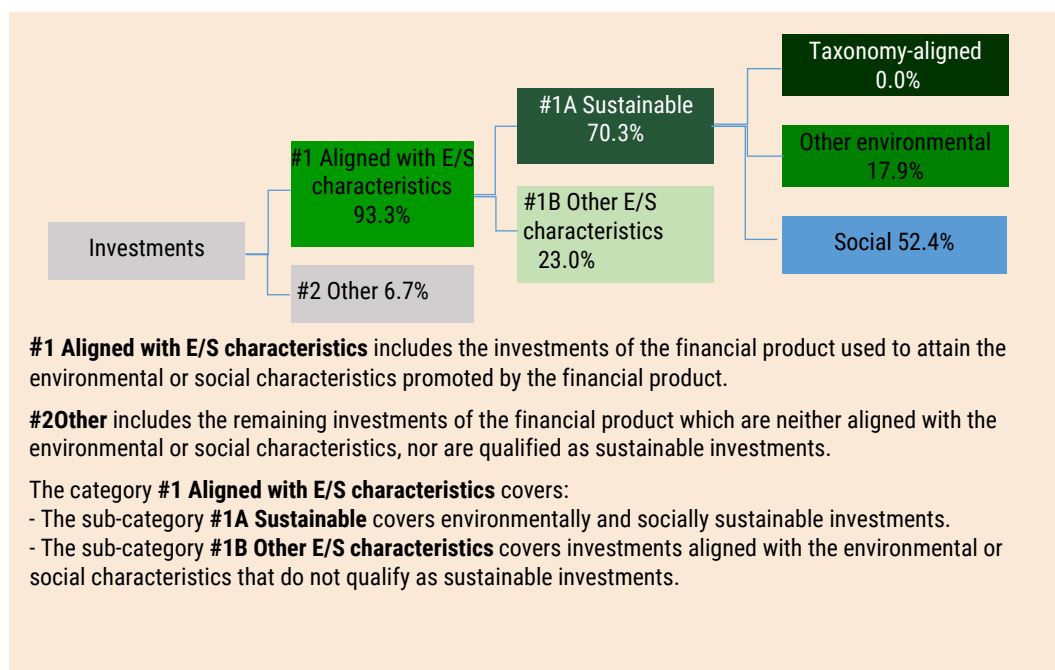 Investments
#1 Aligned with E/S
characteristics
93.3%
#2 Other 6.7%
#1A Sustainable
70.3%
#1B Other E/S
characteristics
23.0%
Taxonomy-aligned
0.0%
Other environmental
17.9%
Social 52.4%
#1 Aligned with E/S characteristics includes the investments of the financial product used to attain the
environmental or social characteristics promoted by the financial product.
#2Other includes the remaining investments of the financial product which are neither aligned with the
environmental or social characteristics, nor are qualified as sustainable investments.
The category #1 Aligned with E/S characteristics covers:
- The sub-category #1A Sustainable covers environmentally and socially sustainable investments.
- The sub-category #1B Other E/S characteristics covers investments aligned with the environmental or
social characteristics that do not qualify as sustainable investments.